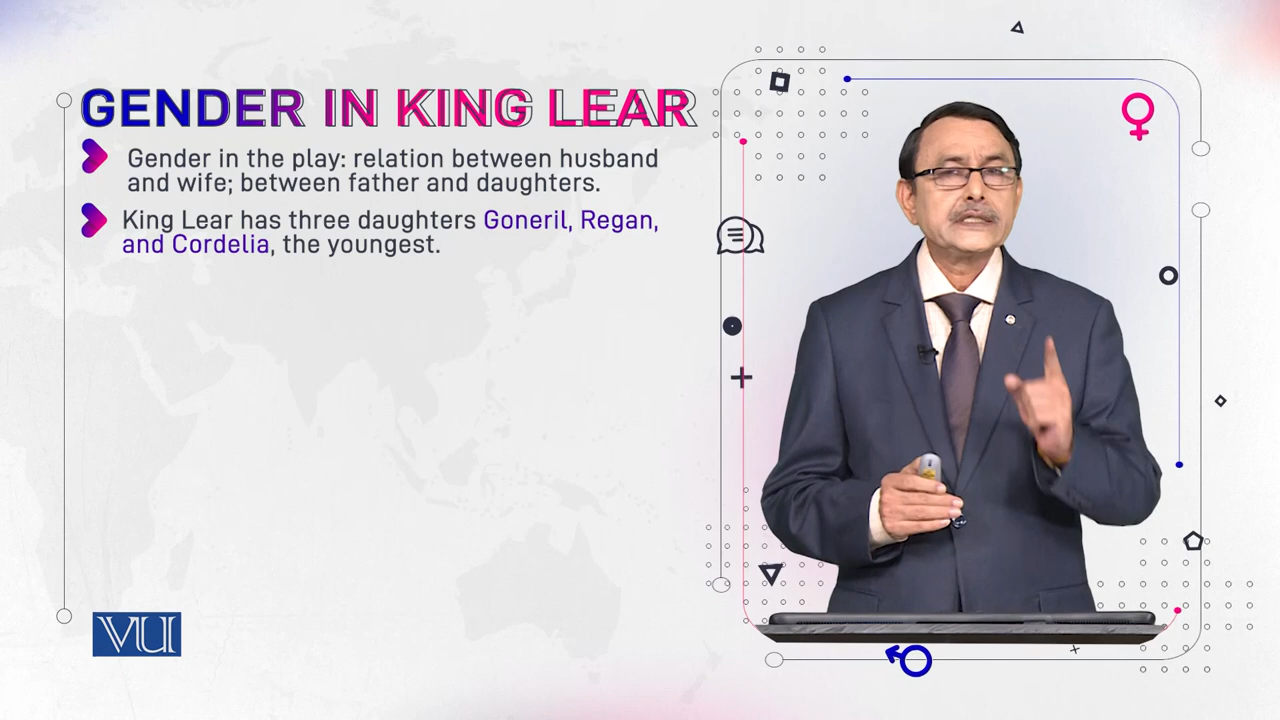 GENDER IN KING LEAR
Gender in the play: relation between husband
and wife; between father and daughters.
King Lear has three daughters Goneril, Regan,
and Cordelia, the youngest.
VU